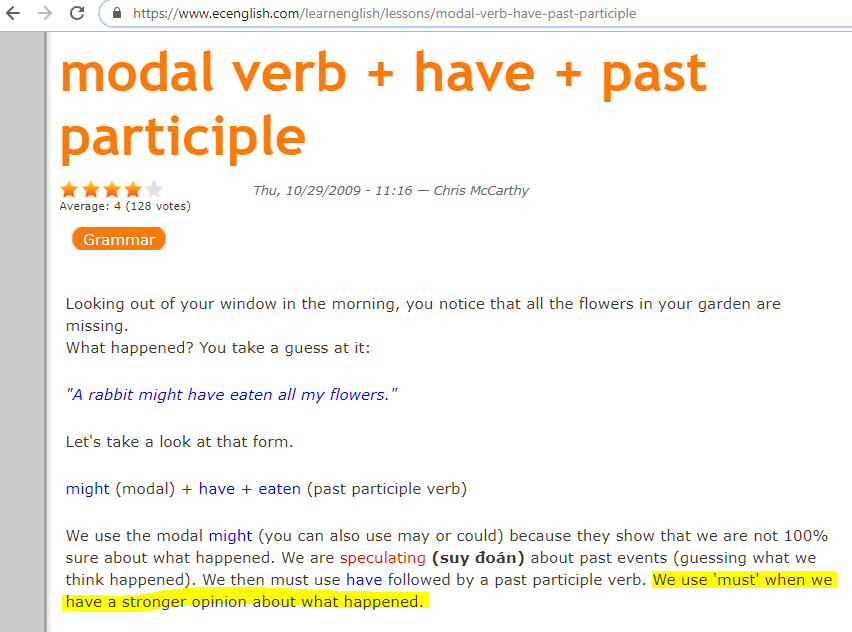 https://www.ecenglish.com/learnenglish/lessons/modal-verb-have-past-participle
modal verb + have + past
participle
Thu, 10/29/2009 - 11:16 — Chris McCarthy
Average: 4 (128 votes)
Grammar
Looking out of your window in the morning, you notice that all the flowers in your garden are
missing.
What happened? You take a guess at it:
"A rabbit might have eaten all my flowers."
Let's take a look at that form.
might (modal) + have + eaten (past participle verb)
We use the modal might (you can also use may or could) because they show that we are not 100%
sure about what happened. We are speculating (suy đoán) about past events (guessing what we
think happened). We then must use have followed by a past participle verb. We use 'must' when we
have a stronger opinion about what happened.